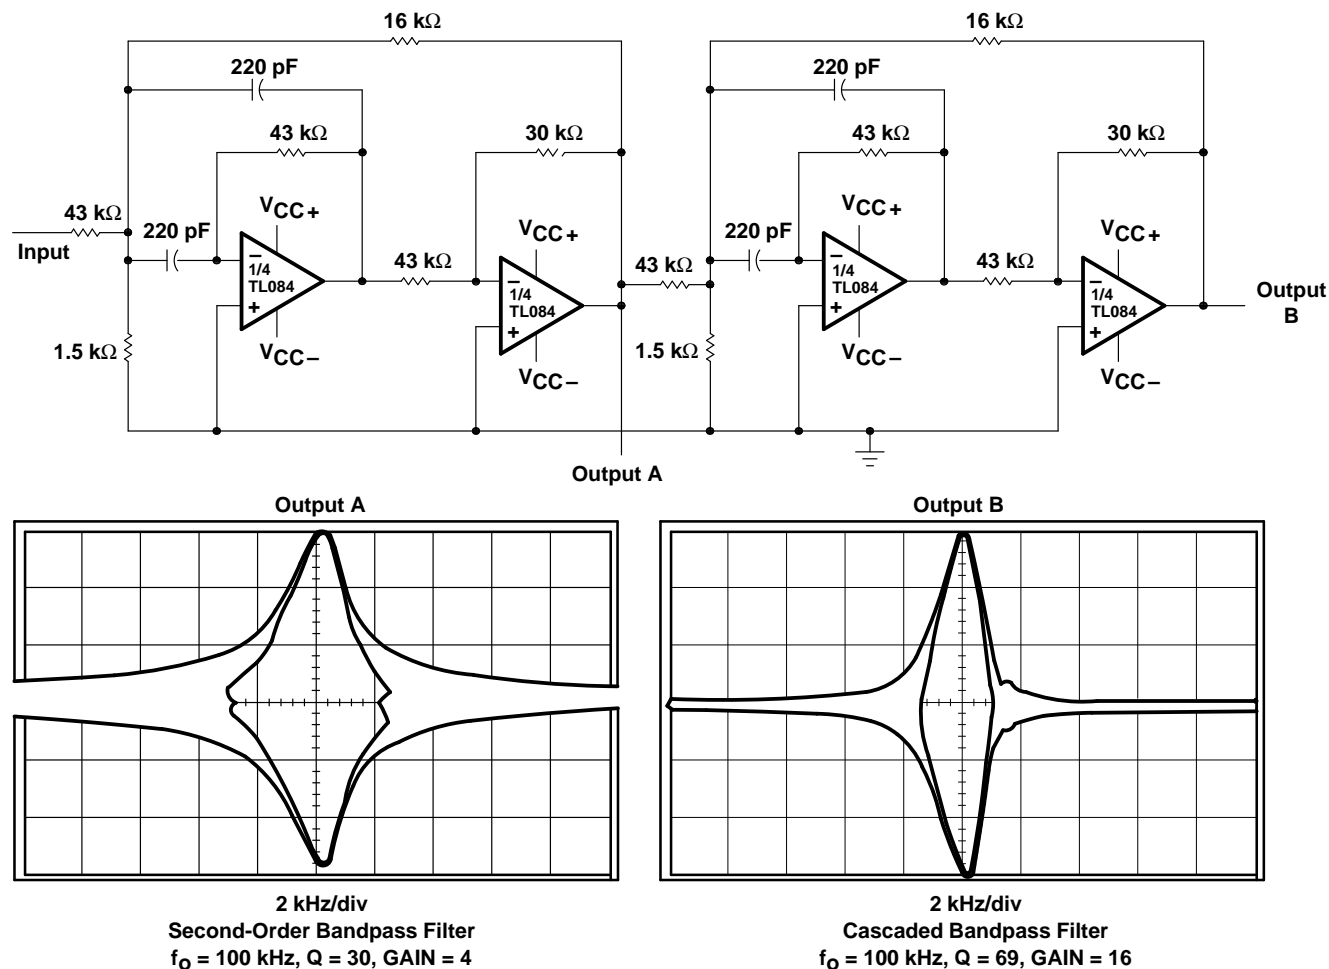 16 kΩ
16 kΩ
220 pF
220 pF
43 kΩ
30 kΩ
43 kΩ
30 kΩ
43 kΩ
Input
220 pF
VCC+
–
1/4
TL084
+
VCC–
43 kΩ
VCC+
–
1/4
TL084
+
VCC–
1.5 kΩ
43 kΩ
220 pF
VCC+
–
1/4
TL084
+
VCC–
43 kΩ
VCC+
–
1/4
TL084
+
VCC–
1.5 kΩ
Output
B
Output A
Output A
Output B
2 kHz/div
Second-Order Bandpass Filter
fo = 100 kHz, Q = 30, GAIN = 4
2 kHz/div
Cascaded Bandpass Filter
fo = 100 kHz, Q = 69, GAIN = 16